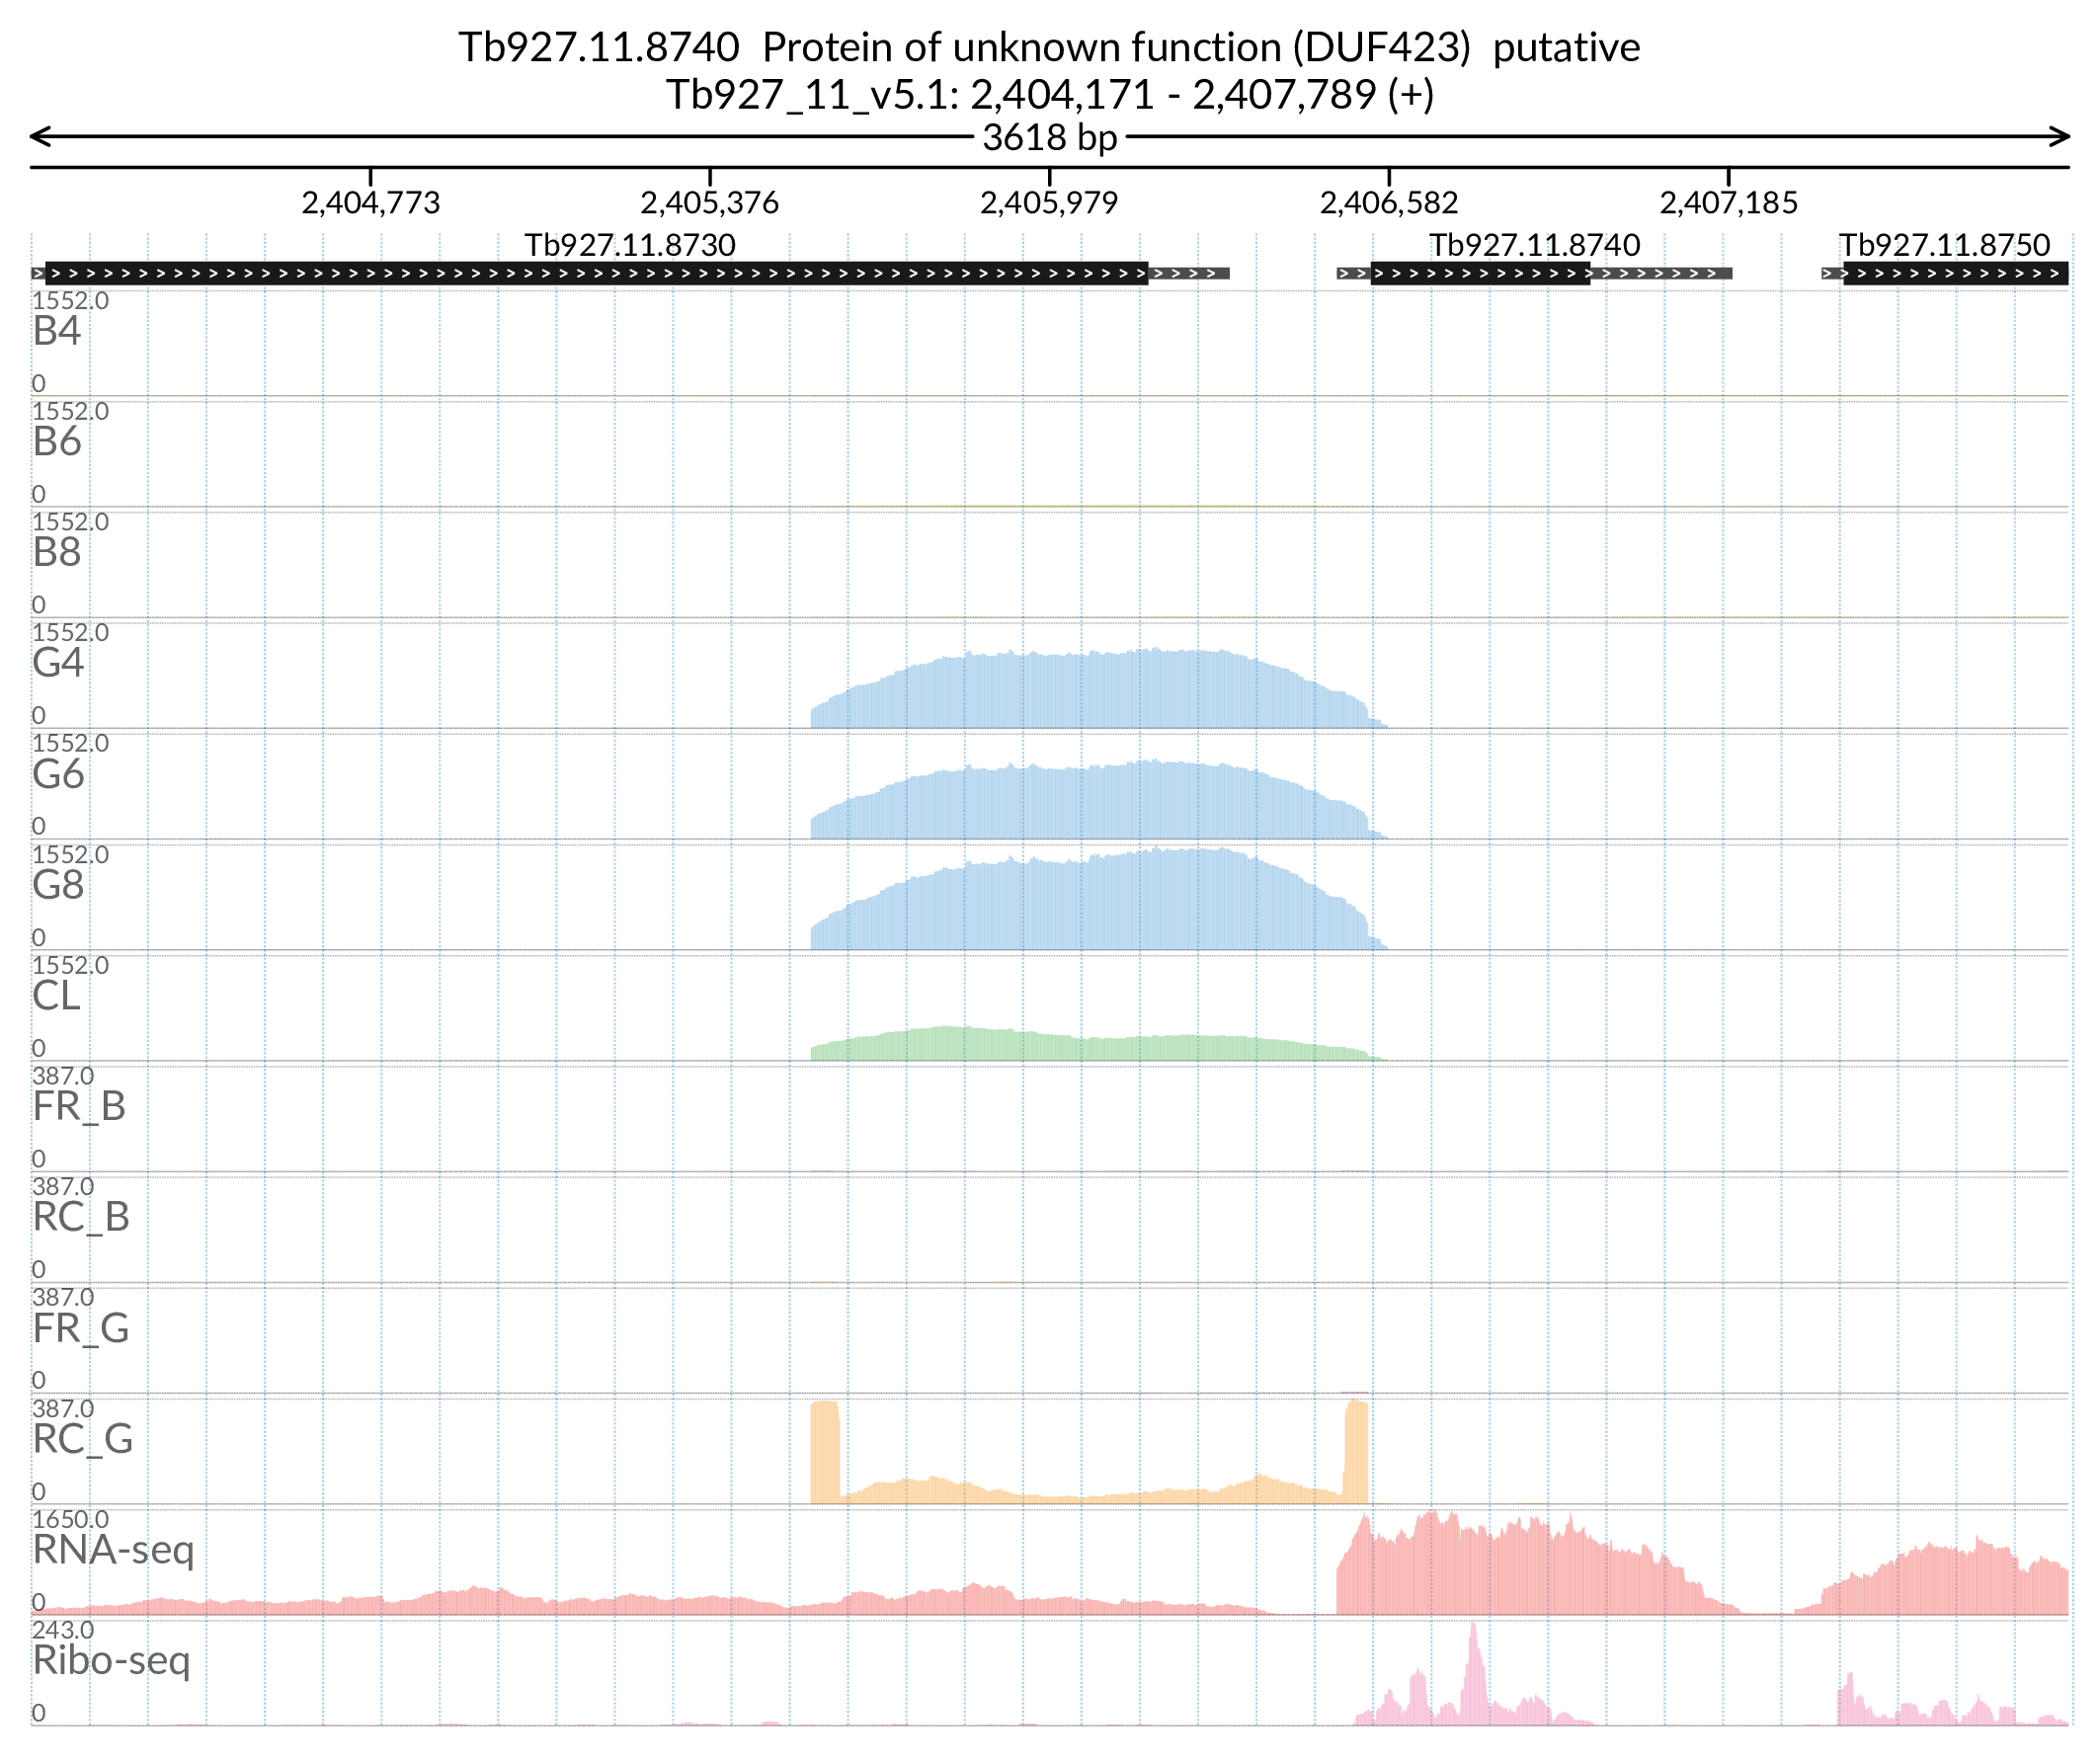 Tb927.11.8740  Protein of unknown function (DUF423)  putative
Tb927_11_v5.1: 2,404,171 - 2,407,789 (+)
3618 bp
2,404,773 2,405,376 2,405,979 2,406,582 2,407,185
Tb927.11.8730 Tb927.11.8740 Tb927.11.8750
1552.0
B4
0
1552.0
B6
0
1552.0
B8
0
1552.0
G4
0
1552.0
G6
0
1552.0
G8
0
1552.0
CL
0
387.0
FR_B
0
387.0
RC_B
0
387.0
FR_G
0
387.0
RC_G
0
1650.0
RNA-seq
0
243.0
Ribo-seq
0